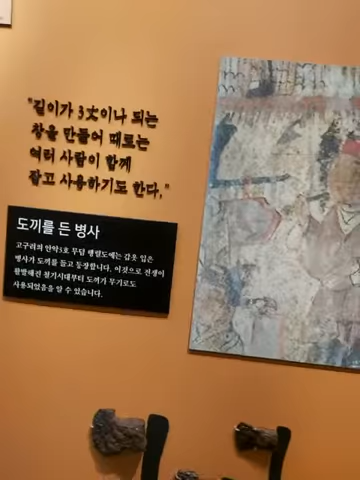 "길이가 3丈이나 되는
창을 만들어 때로는
여러 사람이 함께
잡고 사용하기도 한다."
도끼를 든 병사
고구려의 안악3호 무덤 행렬도에는 갑옷 입은
병사가 도끼를 들고 등장합니다. 이것으로 전쟁이
활발해진 철기시대부터 도끼가 무기로도
사용되었음을 알 수 있습니다.